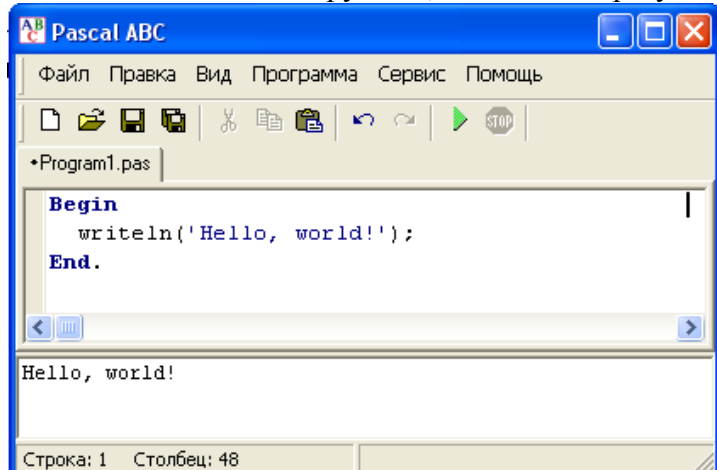 Pascal ABC
Файл Правка Вид Программа Сервис Помощь
STOP
•Program1.pas
Begin
writeln('Hello, world!');
End.
Hello, world!
Строка: 1 Столбец: 48